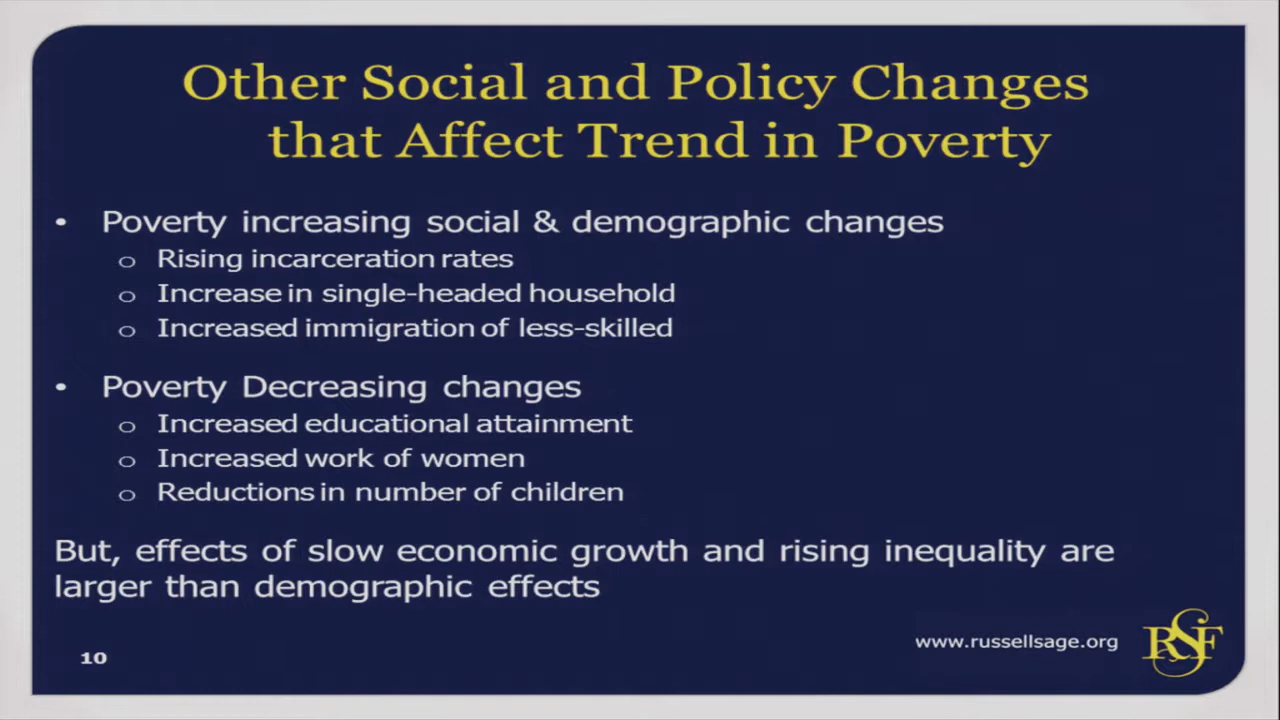 Other Social and Policy Changes
that Affect Trend in Poverty
• Poverty increasing social & demographic changes
o Rising incarceration rates
o Increase in single-headed household
o Increased immigration of less-skilled
• Poverty Decreasing changes
o Increased educational attainment
o Increased work of women
o Reductions in number of children
But, effects of slow economic growth and rising inequality are
larger than demographic effects
www.russellsage.org
RSF
10